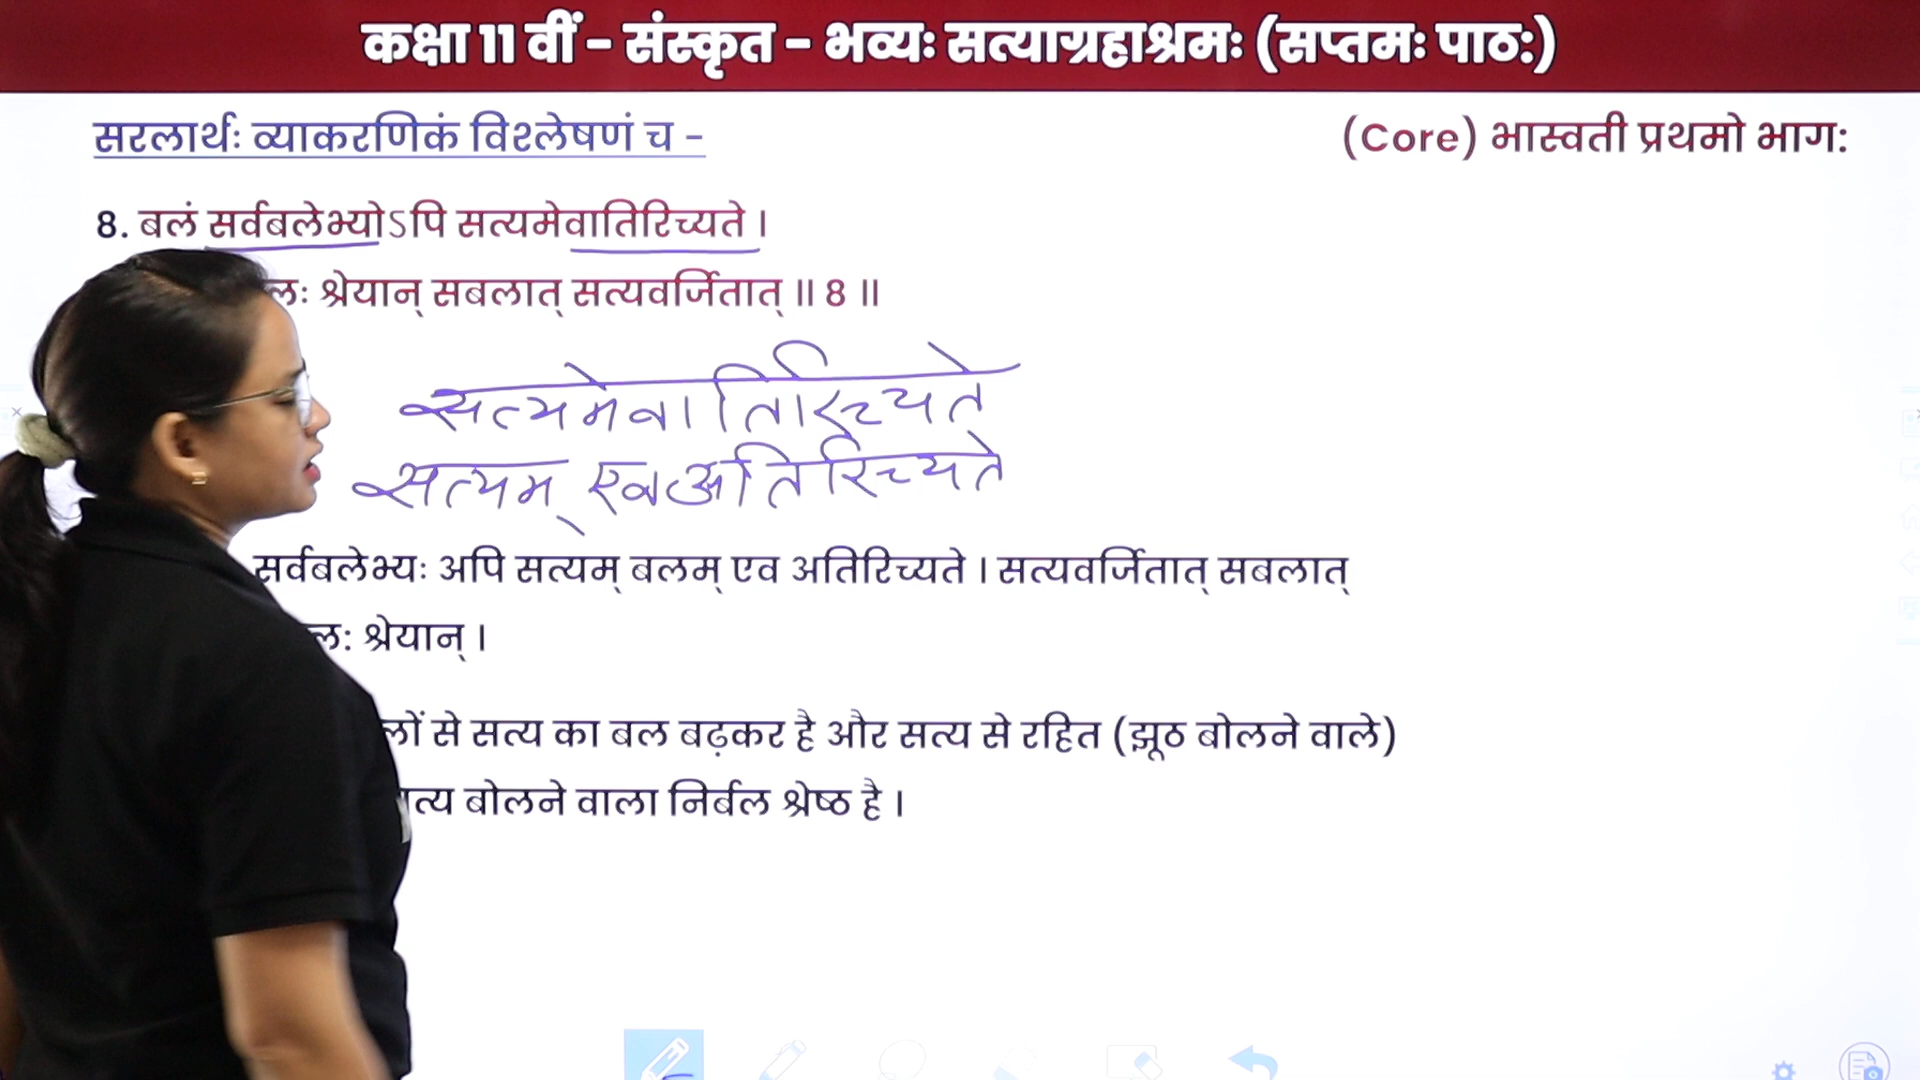 कक्षा 11 वीं - संस्कृत - भव्यः सत्याग्रहाश्रमः (सप्तमः पाठः)
सरलार्थः व्याकरणिकं विश्लेषणं च -
(Core) भास्वती प्रथमो भागः
8. बलं सर्वबलेभ्योऽपि सत्यमेवातिरिच्यते ।
श्रेयान् सबलात् सत्यवर्जितात् ॥ 8 ॥
सत्यमेवातिरिच्यते
सत्यम् एव अतिरिच्यते
सर्वबलेभ्यः अपि सत्यम् बलम् एव अतिरिच्यते । सत्यवर्जितात् सबलात्
श्रेयान् ।
से सत्य का बल बढ़कर है और सत्य से रहित (झूठ बोलने वाले)
बोलने वाला निर्बल श्रेष्ठ है ।